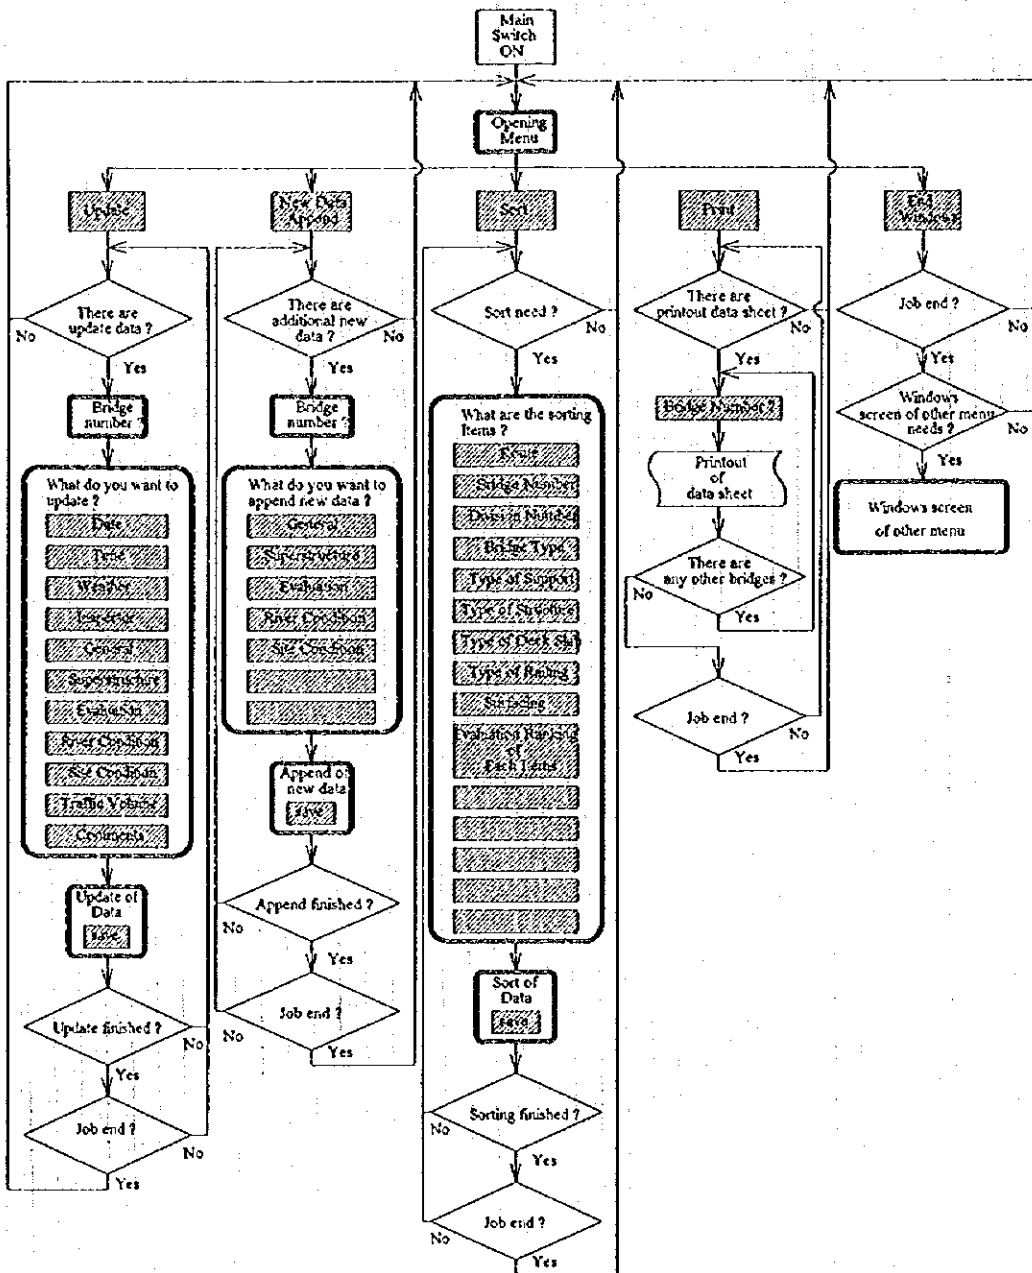 Main
Switch
ON
Opening
Menu
Update
New Data
Append
Sort
Print
End
Windows
There are
update data ?
No
Yes
Bridge
number ?
What do you want to
update ?
Date
Time
Weather
Inspector
General
Superstructure
Evaluation
River Condition
Site Condition
Traffic Volume
Comments
Update of
Data
save
Update finished ?
No
Yes
Job end ?
No
Yes
There are
additional new
data ?
No
Yes
Bridge
number ?
What do you want to
append new data ?
General
Superstructure
Evaluation
River Condition
Site Condition
Append of
new data
save
Append finished ?
No
Yes
Job end ?
No
Yes
Sort need ?
No
Yes
What are the sorting
Items ?
Route
Bridge Number
Division Number
Bridge Type
Type of Support
Type of Structure
Type of Deck Slab
Type of Railing
Surfacing
Evaluation Ranking
of
Each Items
Sort of
Data
save
Sorting finished ?
No
Yes
Job end ?
No
Yes
There are
printout data sheet ?
No
Yes
Bridge Number ?
Printout
of
data sheet
There are
any other bridges ?
No
Yes
Job end ?
No
Yes
Job end ?
No
Yes
Windows
screen of other menu
needs ?
No
Yes
Windows screen
of other menu